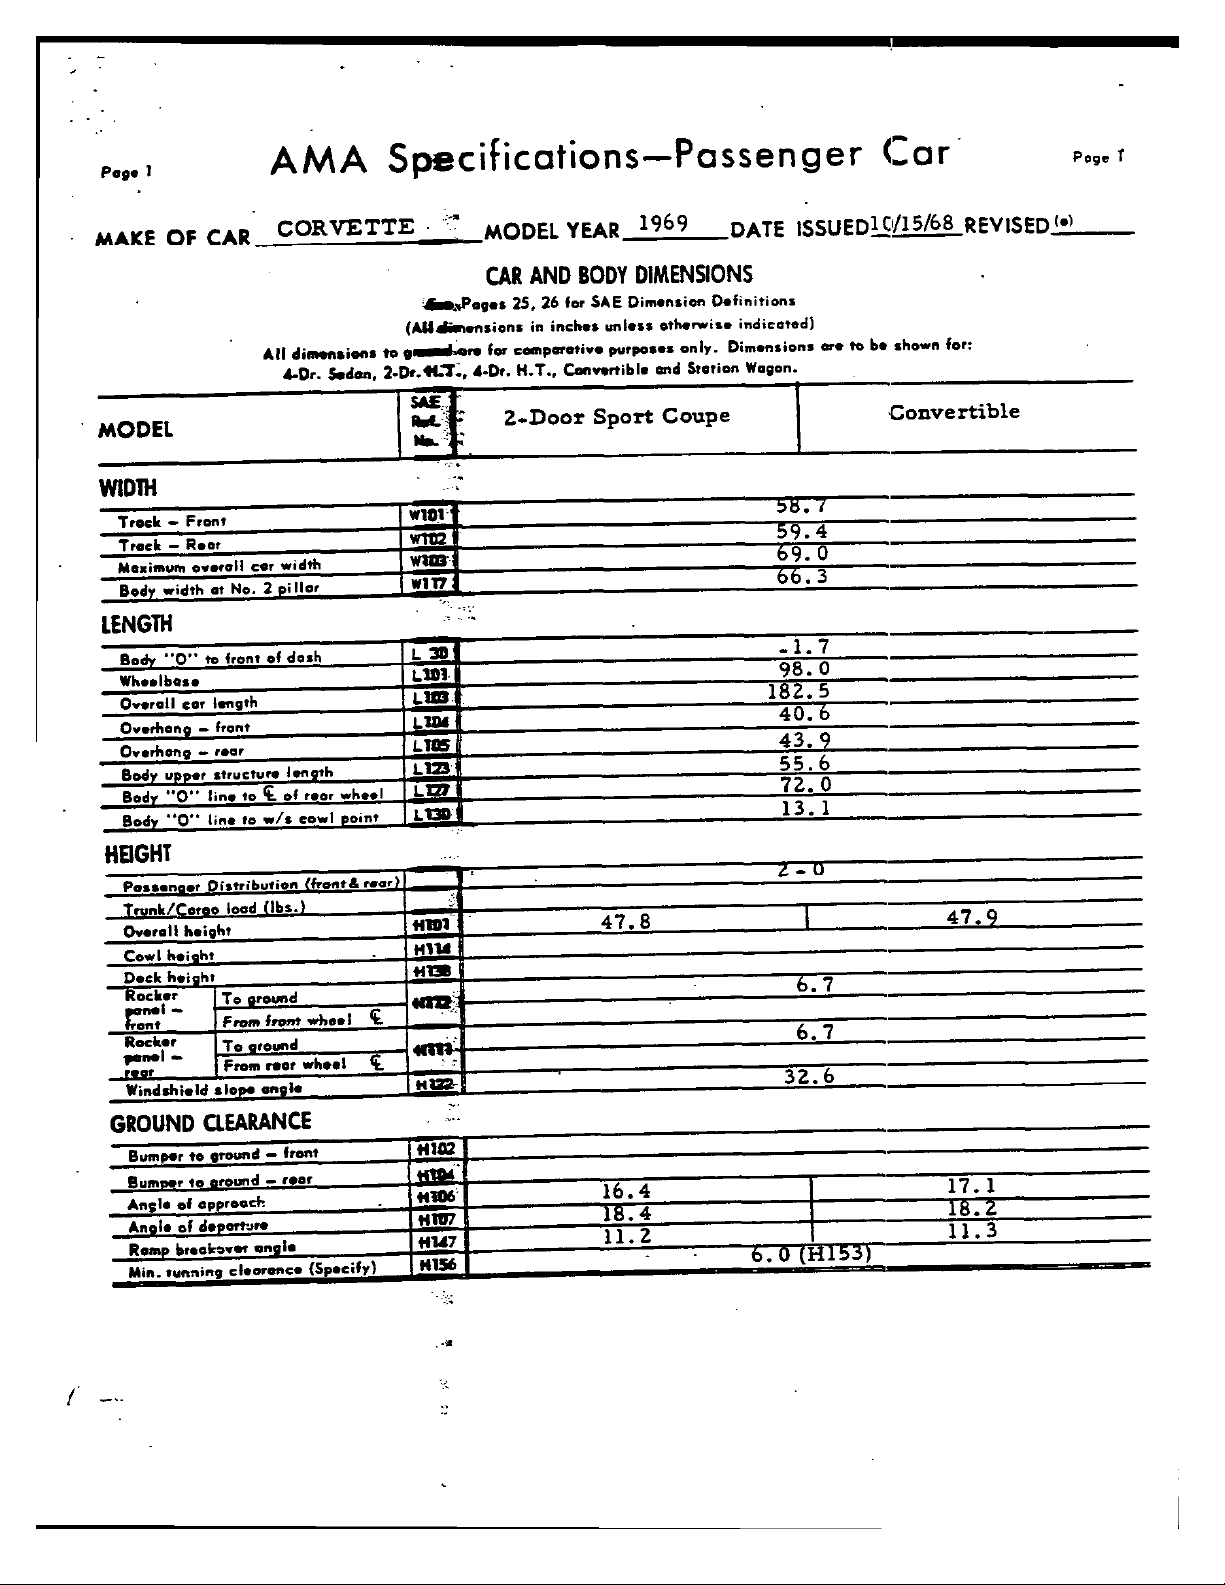 Page 1 AMA Specifications—Passenger Car Page 1
MAKE OF CAR CORVETTE MODEL YEAR 1969 DATE ISSUED 10/15/68 REVISED (•)
CAR AND BODY DIMENSIONS
Pages 25, 26 for SAE Dimension Definitions
(All dimensions in inches unless otherwise indicated)
All dimensions to ground are for comparative purposes only. Dimensions are to be shown for:
4-Dr. Sedan, 2-Dr. H.T., 4-Dr. H.T., Convertible and Station Wagon.
MODEL SAE Ref. No. 2-Door Sport Coupe Convertible
WIDTH
Track – Front W101 58.7
Track – Rear W102 59.4
Maximum overall car width W103 69.0
Body width at No. 2 pillar W117 66.3
LENGTH
Body "O" to front of dash L 30 -1.7
Wheelbase L101 98.0
Overall car length L103 182.5
Overhang – front L104 40.6
Overhang – rear L105 43.9
Body upper structure length L123 55.6
Body "O" line to ℄ of rear wheel L127 72.0
Body "O" line to w/s cowl point L130 13.1
HEIGHT
Passenger Distribution (front & rear) 2-0
Trunk/Cargo load (lbs.)
Overall height H101 47.8 47.9
Cowl height H114
Deck height H138
Rocker panel – front To ground H112 6.7
From front wheel ℄
Rocker panel – rear To ground H111 6.7
From rear wheel ℄
Windshield slope angle H122 32.6
GROUND CLEARANCE
Bumper to ground – front H102
Bumper to ground – rear H104
Angle of approach H106 16.4 17.1
Angle of departure H107 18.4 18.2
Ramp breakover angle H147 11.2 11.3
Min. running clearance (Specify) H156 6.0 (H153)